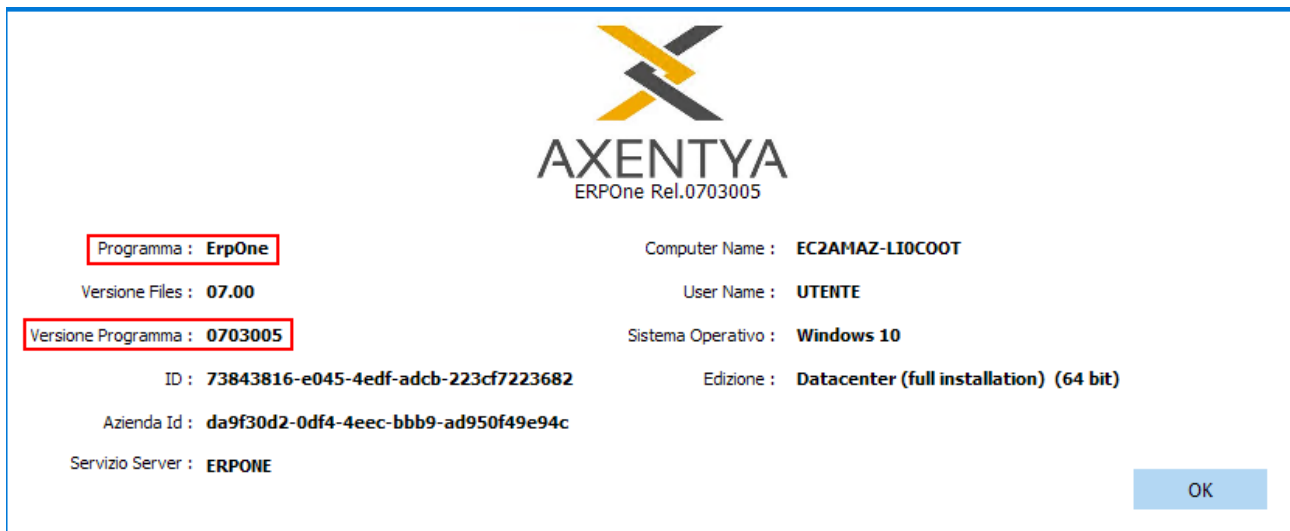 AXENTYA
ERPOne Rel.0703005
Programma : ErpOne
Computer Name : EC2AMAZ-LI0COOT
Versione Files : 07.00
User Name : UTENTE
Versione Programma : 0703005
Sistema Operativo : Windows 10
ID : 73843816-e045-4edf-adcb-223cf7223682
Edizione : Datacenter (full installation) (64 bit)
Azienda Id : da9f30d2-0df4-4eec-bbb9-ad950f49e94c
Servizio Server : ERPONE
OK